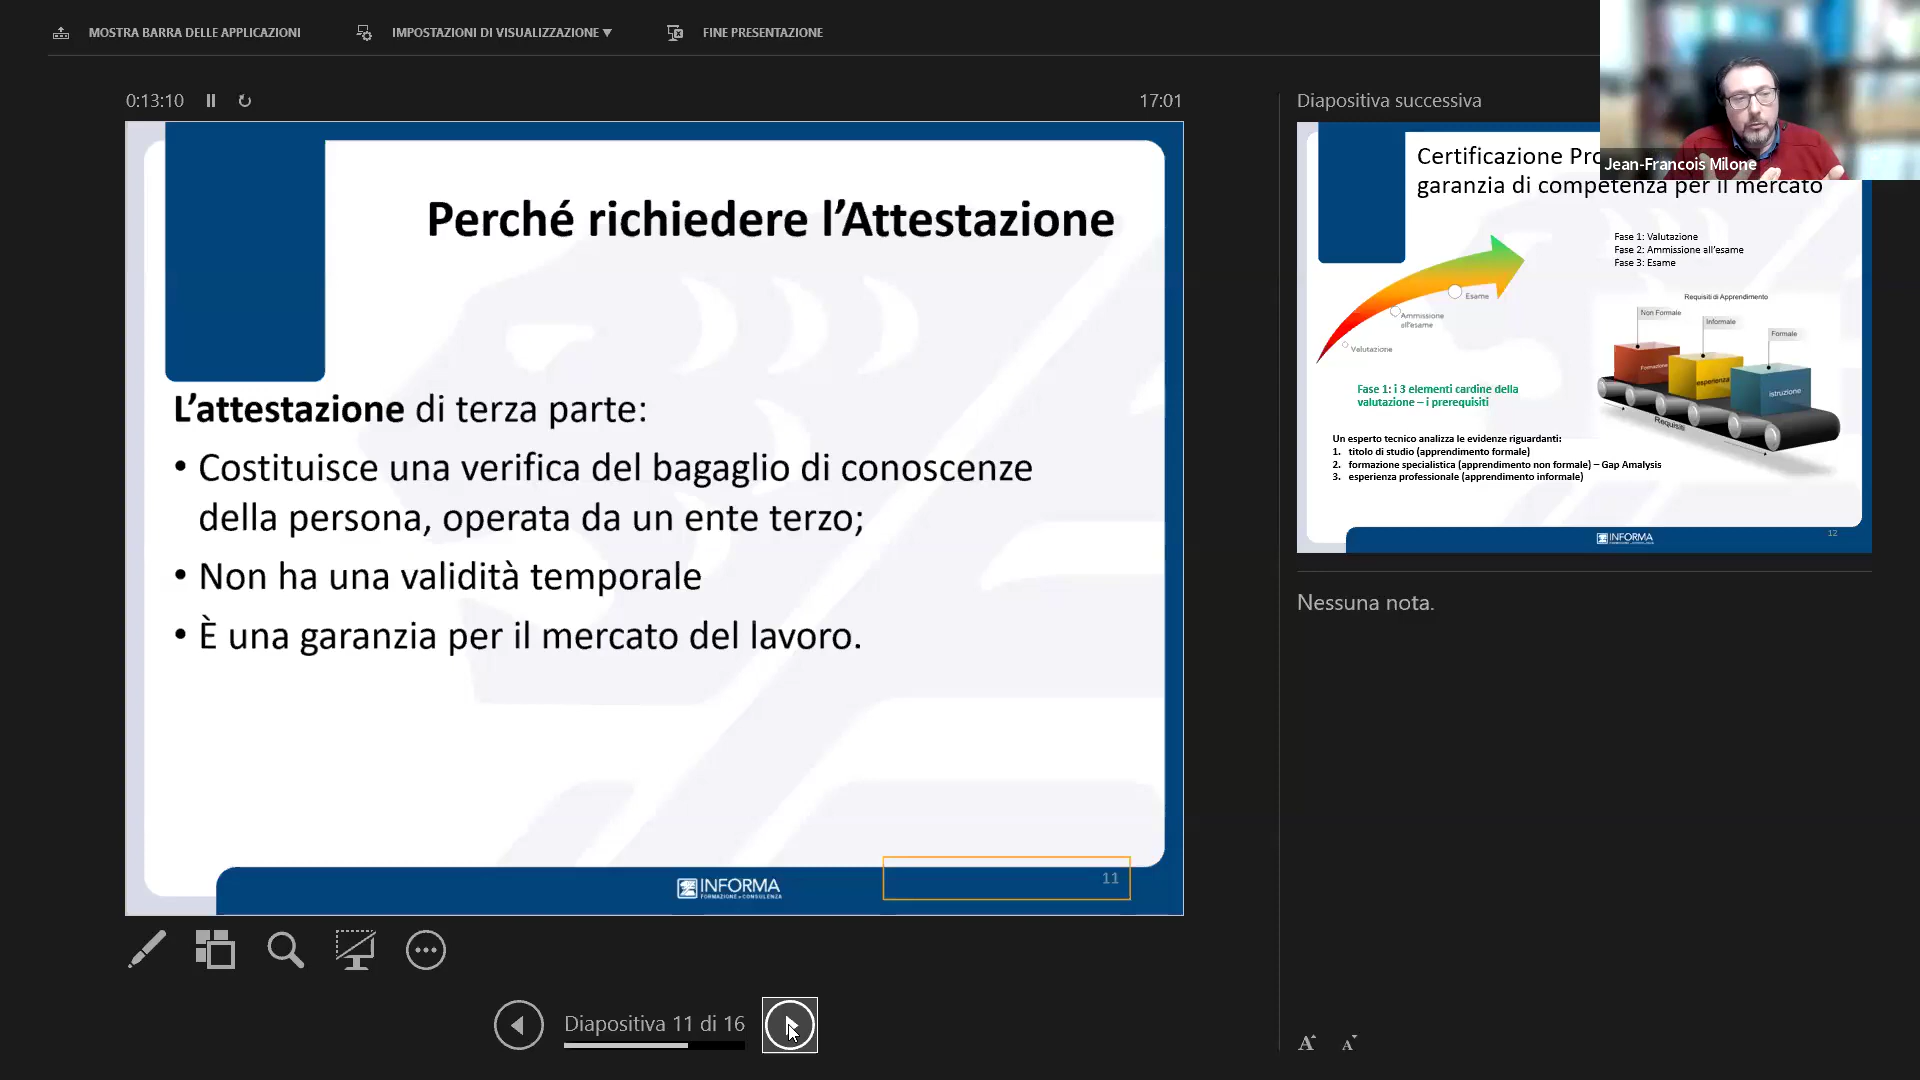 MOSTRA BARRA DELLE APPLICAZIONI
IMPOSTAZIONI DI VISUALIZZAZIONE ▼
FINE PRESENTAZIONE
0:13:10
17:01
Perché richiedere l’Attestazione
L’attestazione di terza parte:
• Costituisce una verifica del bagaglio di conoscenze
della persona, operata da un ente terzo;
• Non ha una validità temporale
• È una garanzia per il mercato del lavoro.
INFORMA
FORMAZIONE E CONSULENZA
11
Diapositiva 11 di 16
Diapositiva successiva
Jean-Francois Milone
Certificazione
garanzia di competenza per il mercato
Fase 1: Valutazione
Fase 2: Ammissione all’esame
Fase 3: Esame
Esame
Ammissione
all’esame
Valutazione
Requisiti di Apprendimento
Non Formale
Informale
Formale
Formazione
esperienza
istruzione
Requisiti
Fase 1: i 3 elementi cardine della
valutazione – i prerequisiti
Un esperto tecnico analizza le evidenze riguardanti:
1. titolo di studio (apprendimento formale)
2. formazione specialistica (apprendimento non formale) – Gap Analysis
3. esperienza professionale (apprendimento informale)
INFORMA
12
Nessuna nota.
A A